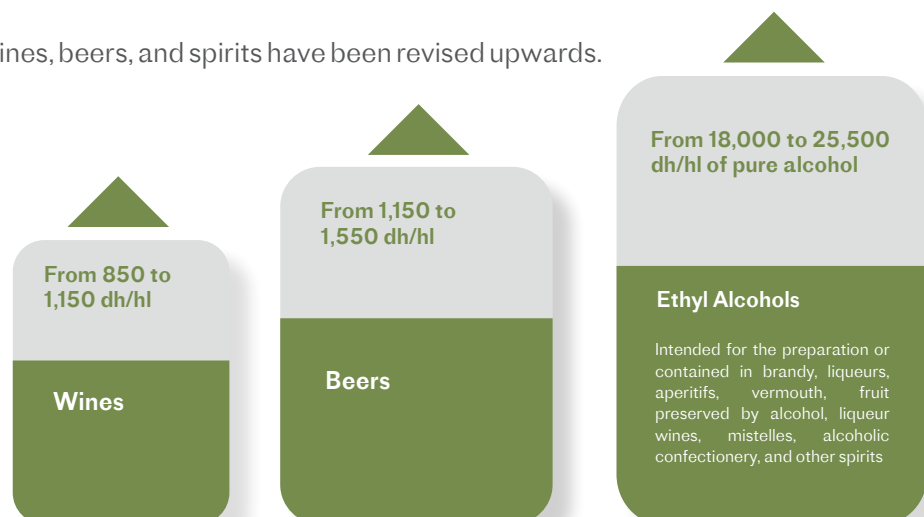 ines, beers, and spirits have been revised upwards.
From 850 to
1,150 dh/hl
Wines
From 1,150 to
1,550 dh/hl
Beers
From 18,000 to 25,500
dh/hl of pure alcohol
Ethyl Alcohols
Intended for the preparation or
contained in brandy, liqueurs,
aperitifs, vermouth, fruit
preserved by alcohol, liqueur
wines, mistelles, alcoholic
confectionery, and other spirits